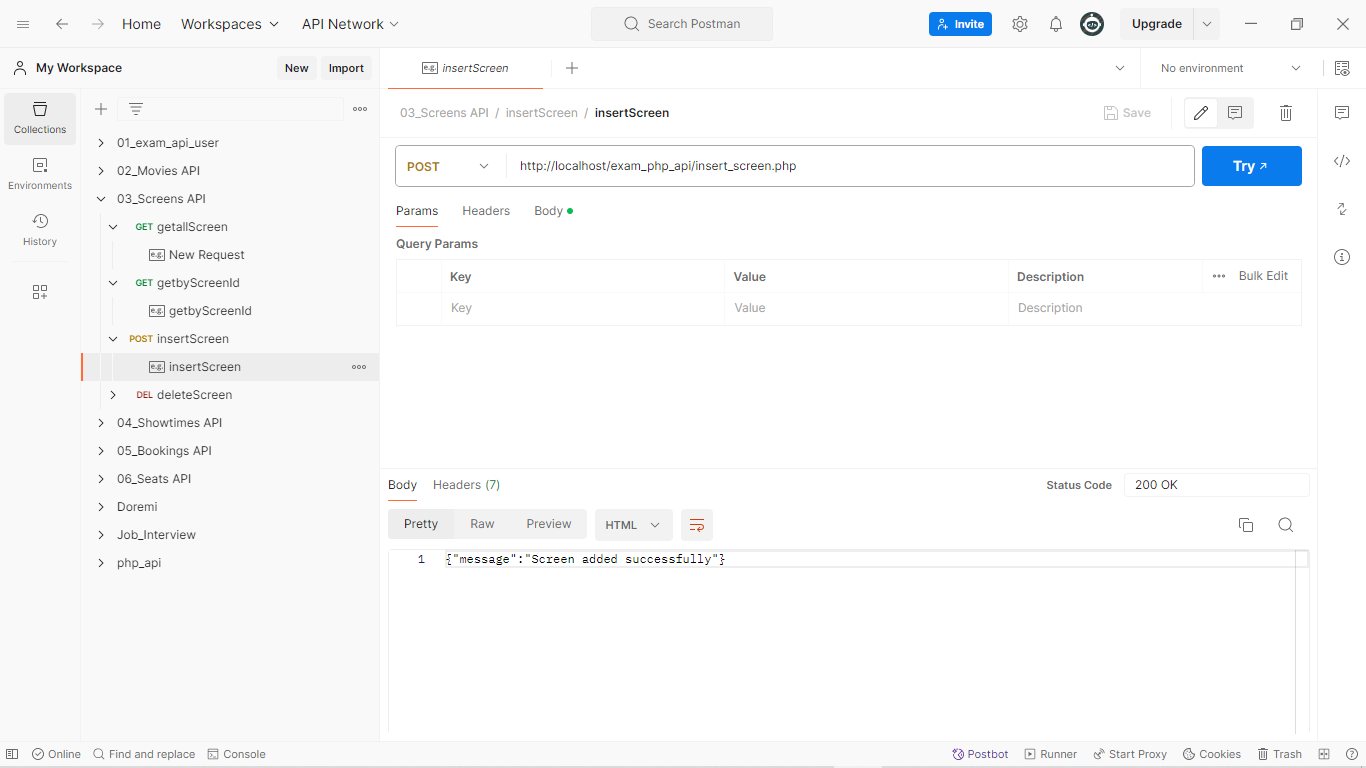 Home Workspaces API Network Search Postman Invite Upgrade
My Workspace New Import
e.g. insertScreen No environment
Collections
Environments
History
01_exam_api_user
02_Movies API
03_Screens API
GET getallScreen
e.g. New Request
GET getbyScreenId
e.g. getbyScreenId
POST insertScreen
e.g. insertScreen
DEL deleteScreen
04_Showtimes API
05_Bookings API
06_Seats API
Doremi
Job_Interview
php_api
03_Screens API / insertScreen / insertScreen Save
POST http://localhost/exam_php_api/insert_screen.php Try
Params Headers Body
Query Params
Key Value Description Bulk Edit
Key Value Description
Body Headers (7) Status Code 200 OK
Pretty Raw Preview HTML
1 {"message":"Screen added successfully"}
Online Find and replace Console Postbot Runner Start Proxy Cookies Trash